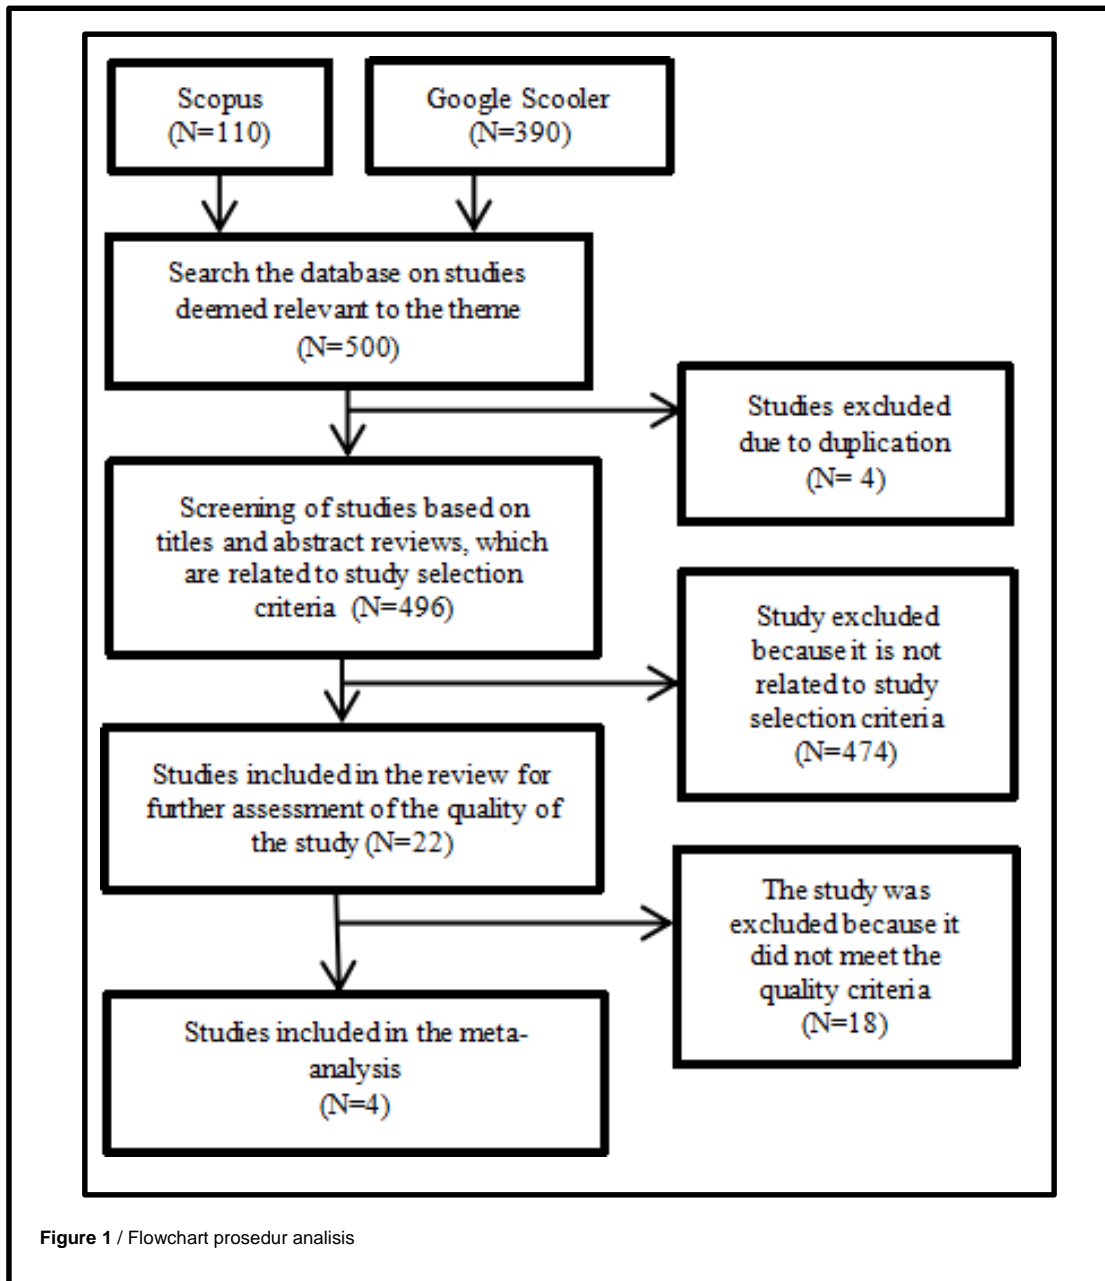 Scopus
(N=110)
Google Scooler
(N=390)
Search the database on studies
deemed relevant to the theme
(N=500)
Studies excluded
due to duplication
(N= 4)
Screening of studies based on
titles and abstract reviews, which
are related to study selection
criteria (N=496)
Study excluded
because it is not
related to study
selection criteria
(N=474)
Studies included in the review for
further assessment of the quality of
the study (N=22)
The study was
excluded because it
did not meet the
quality criteria
(N=18)
Studies included in the meta-
analysis
(N=4)
Figure 1 / Flowchart prosedur analisis